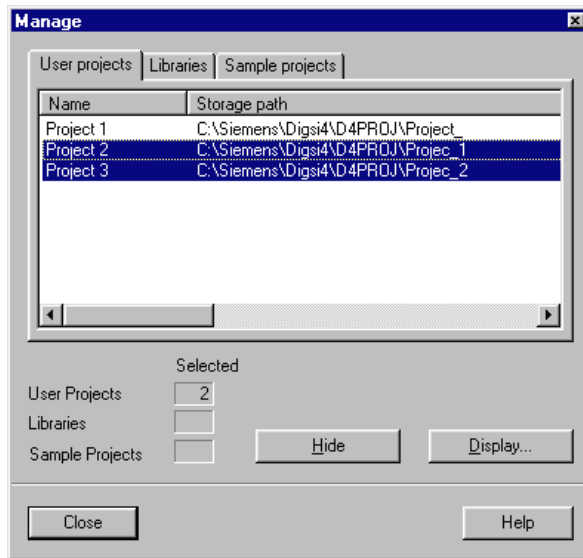 Manage
User projects Libraries Sample projects
Name Storage path
Project 1 C:\Siemens\Digsi4\D4PROJ\Project_
Project 2 C:\Siemens\Digsi4\D4PROJ\Projec_1
Project 3 C:\Siemens\Digsi4\D4PROJ\Projec_2
Selected
User Projects 2
Libraries
Sample Projects
Hide Display...
Close Help